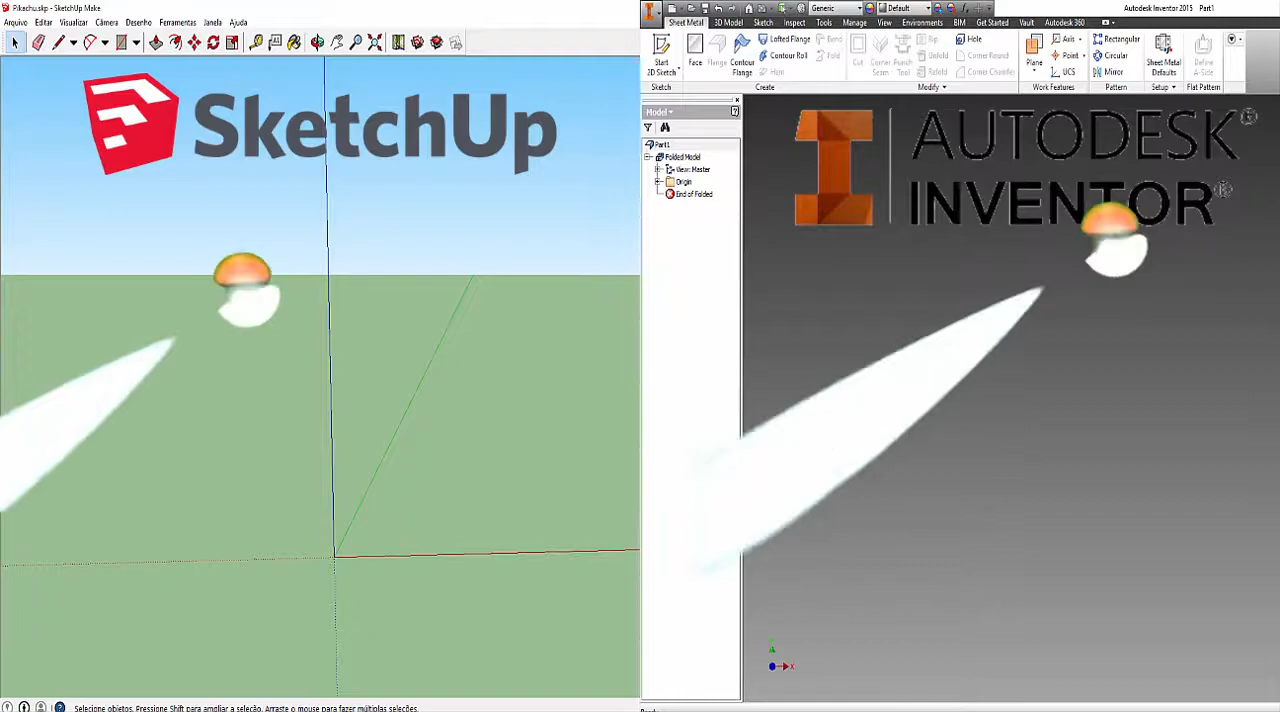 Pikachu.skp - SketchUp Make
Arquivo Editar Visualizar Câmera Desenho Ferramentas Janela Ajuda
SketchUp
Selecione objetos. Pressione Shift para ampliar a seleção. Arraste o mouse para fazer múltiplas seleções.
Generic Default Autodesk Inventor 2015 Part1
Sheet Metal 3D Model Sketch Inspect Tools Manage View Environments BIM Get Started Vault Autodesk 360
Start
2D Sketch
Face
Flange
Contour
Flange
Lofted Flange
Contour Roll
Hem
Bend
Fold
Cut
Corner
Seam
Punch
Tool
Rip
Unfold
Refold
Hole
Corner Round
Corner Chamfer
Plane
Axis
Point
UCS
Rectangular
Circular
Mirror
Sheet Metal
Defaults
Define
A-Side
Sketch Create Modify Work Features Pattern Setup Flat Pattern
Model
Part1
Folded Model
View: Master
Origin
End of Folded
AUTODESK®
INVENTOR®
X